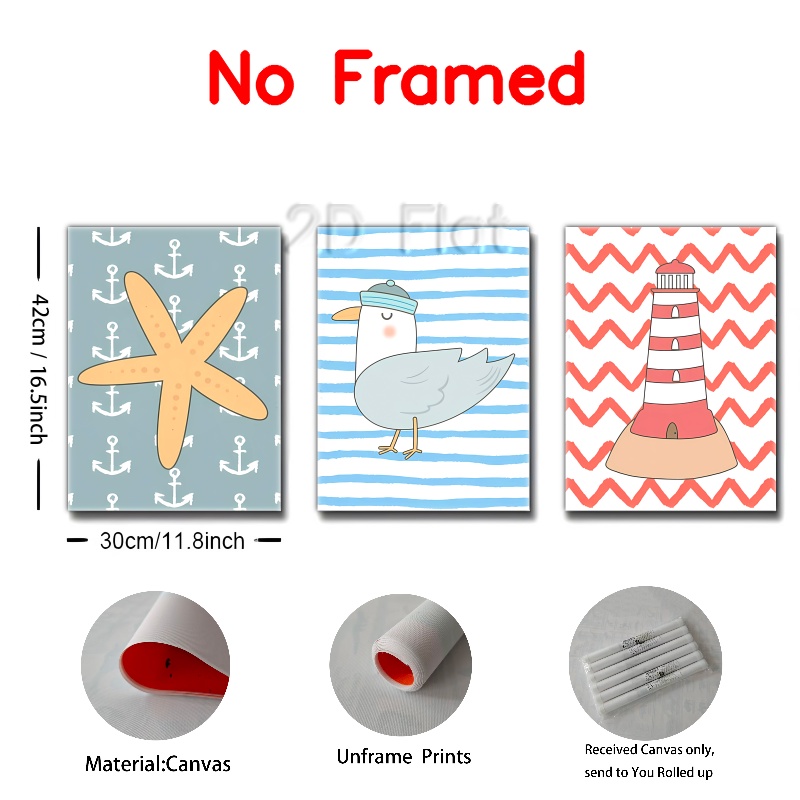 No Framed
2D Flat
42cm / 16.5inch
30cm/11.8inch
Material:Canvas
Unframe Prints
Received Canvas only,
send to You Rolled up